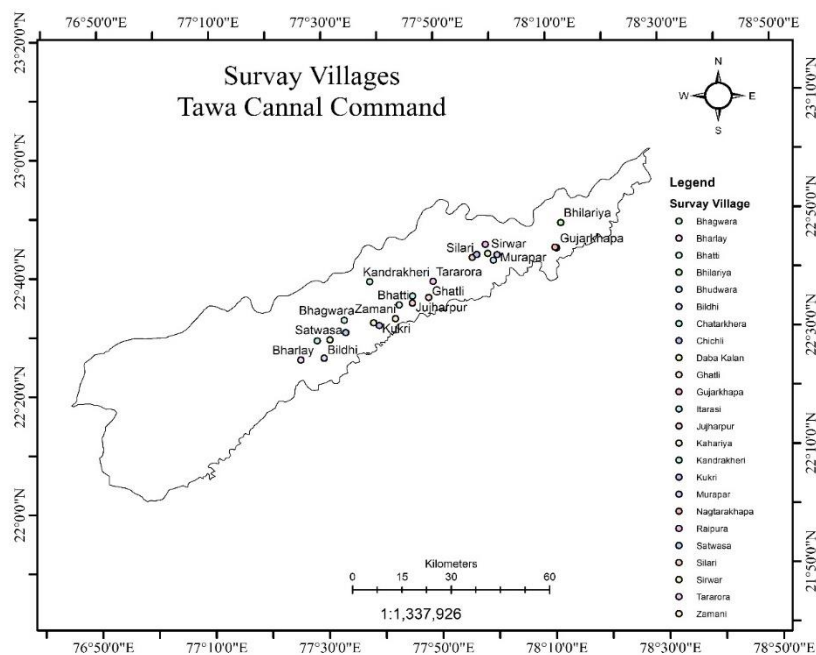 76°50'0"E 77°10'0"E 77°30'0"E 77°50'0"E 78°10'0"E 78°30'0"E 78°50'0"E
Survay Villages
Tawa Cannal Command
N
W E
S
23°20'0"N
23°0'0"N
22°40'0"N
22°20'0"N
22°0'0"N
23°10'0"N
22°50'0"N
22°30'0"N
22°10'0"N
21°50'0"N
Bhilariya
Silari Sirwar Gujarkhapa
Murapar
Kandrakheri Tararora
Bhatti Ghatli
Bhagwara Zamani Jujharpur
Satwasa Kukri
Bharlay Bildhi
Legend
Survay Village
Bhagwara
Bharlay
Bhatti
Bhilariya
Bhudwara
Bildhi
Chatarkhera
Chichli
Daba Kalan
Ghatli
Gujarkhapa
Itarasi
Jujharpur
Kahariya
Kandrakheri
Kukri
Murapar
Nagtarakhapa
Raipura
Satwasa
Silari
Sirwar
Tararora
Zamani
Kilometers
0 15 30 60
1:1,337,926
76°50'0"E 77°10'0"E 77°30'0"E 77°50'0"E 78°10'0"E 78°30'0"E